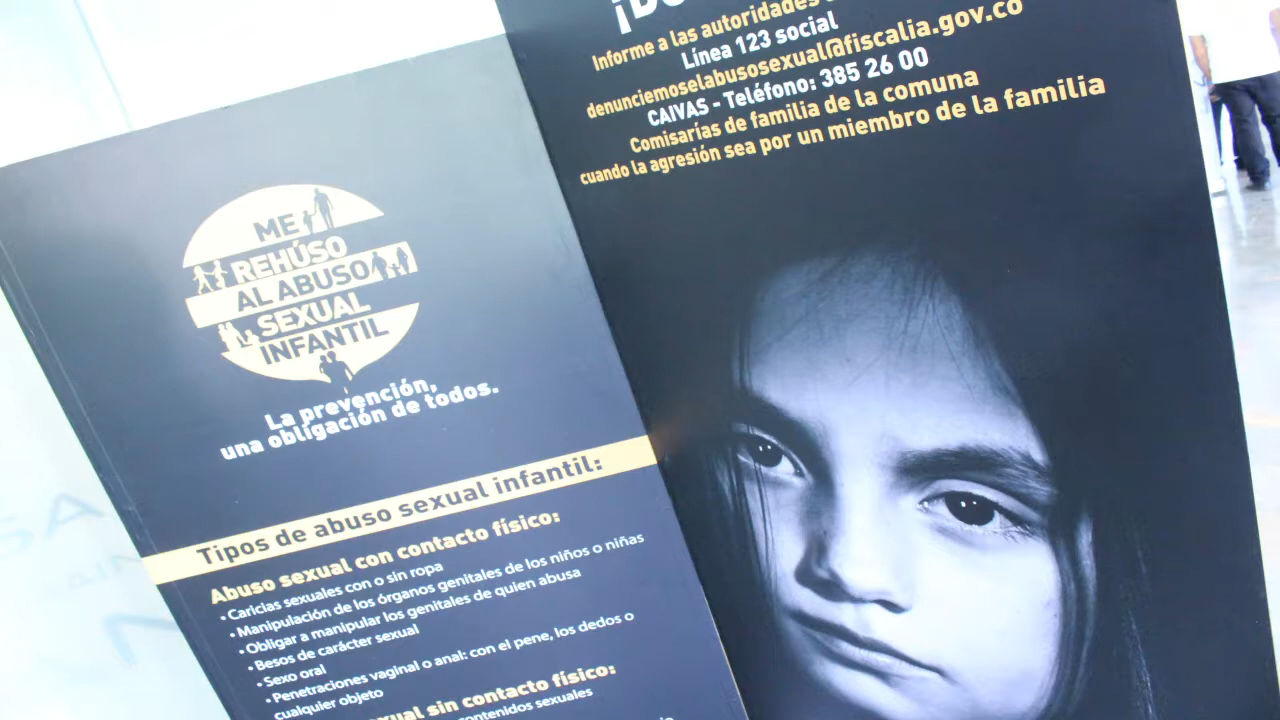 ME
REHÚSO
AL ABUSO
SEXUAL
INFANTIL
La prevención,
una obligación de todos.
Tipos de abuso sexual infantil:
Abuso sexual con contacto físico:
• Caricias sexuales con o sin ropa
• Manipulación de los órganos genitales de los niños o niñas
• Obligar a manipular los genitales de quien abusa
• Besos de carácter sexual
• Sexo oral
• Penetraciones vaginal o anal: con el pene, los dedos o
cualquier objeto
sin contacto físico:
contenidos sexuales
Informe a las autoridades
Línea 123 social
denunciemoselabusosexual@fiscalia.gov.co
CAIVAS - Teléfono: 385 26 00
Comisarías de familia de la comuna
cuando la agresión sea por un miembro de la familia